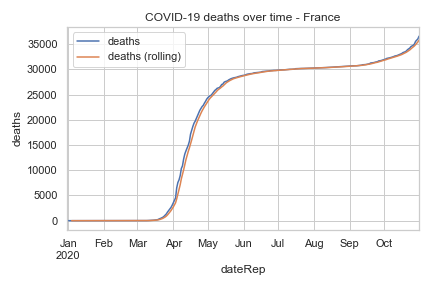 COVID-19 deaths over time - France
deaths
deaths (rolling)
35000
30000
25000
20000
15000
10000
5000
0
deaths
Jan Feb Mar Apr May Jun Jul Aug Sep Oct
2020
dateRep